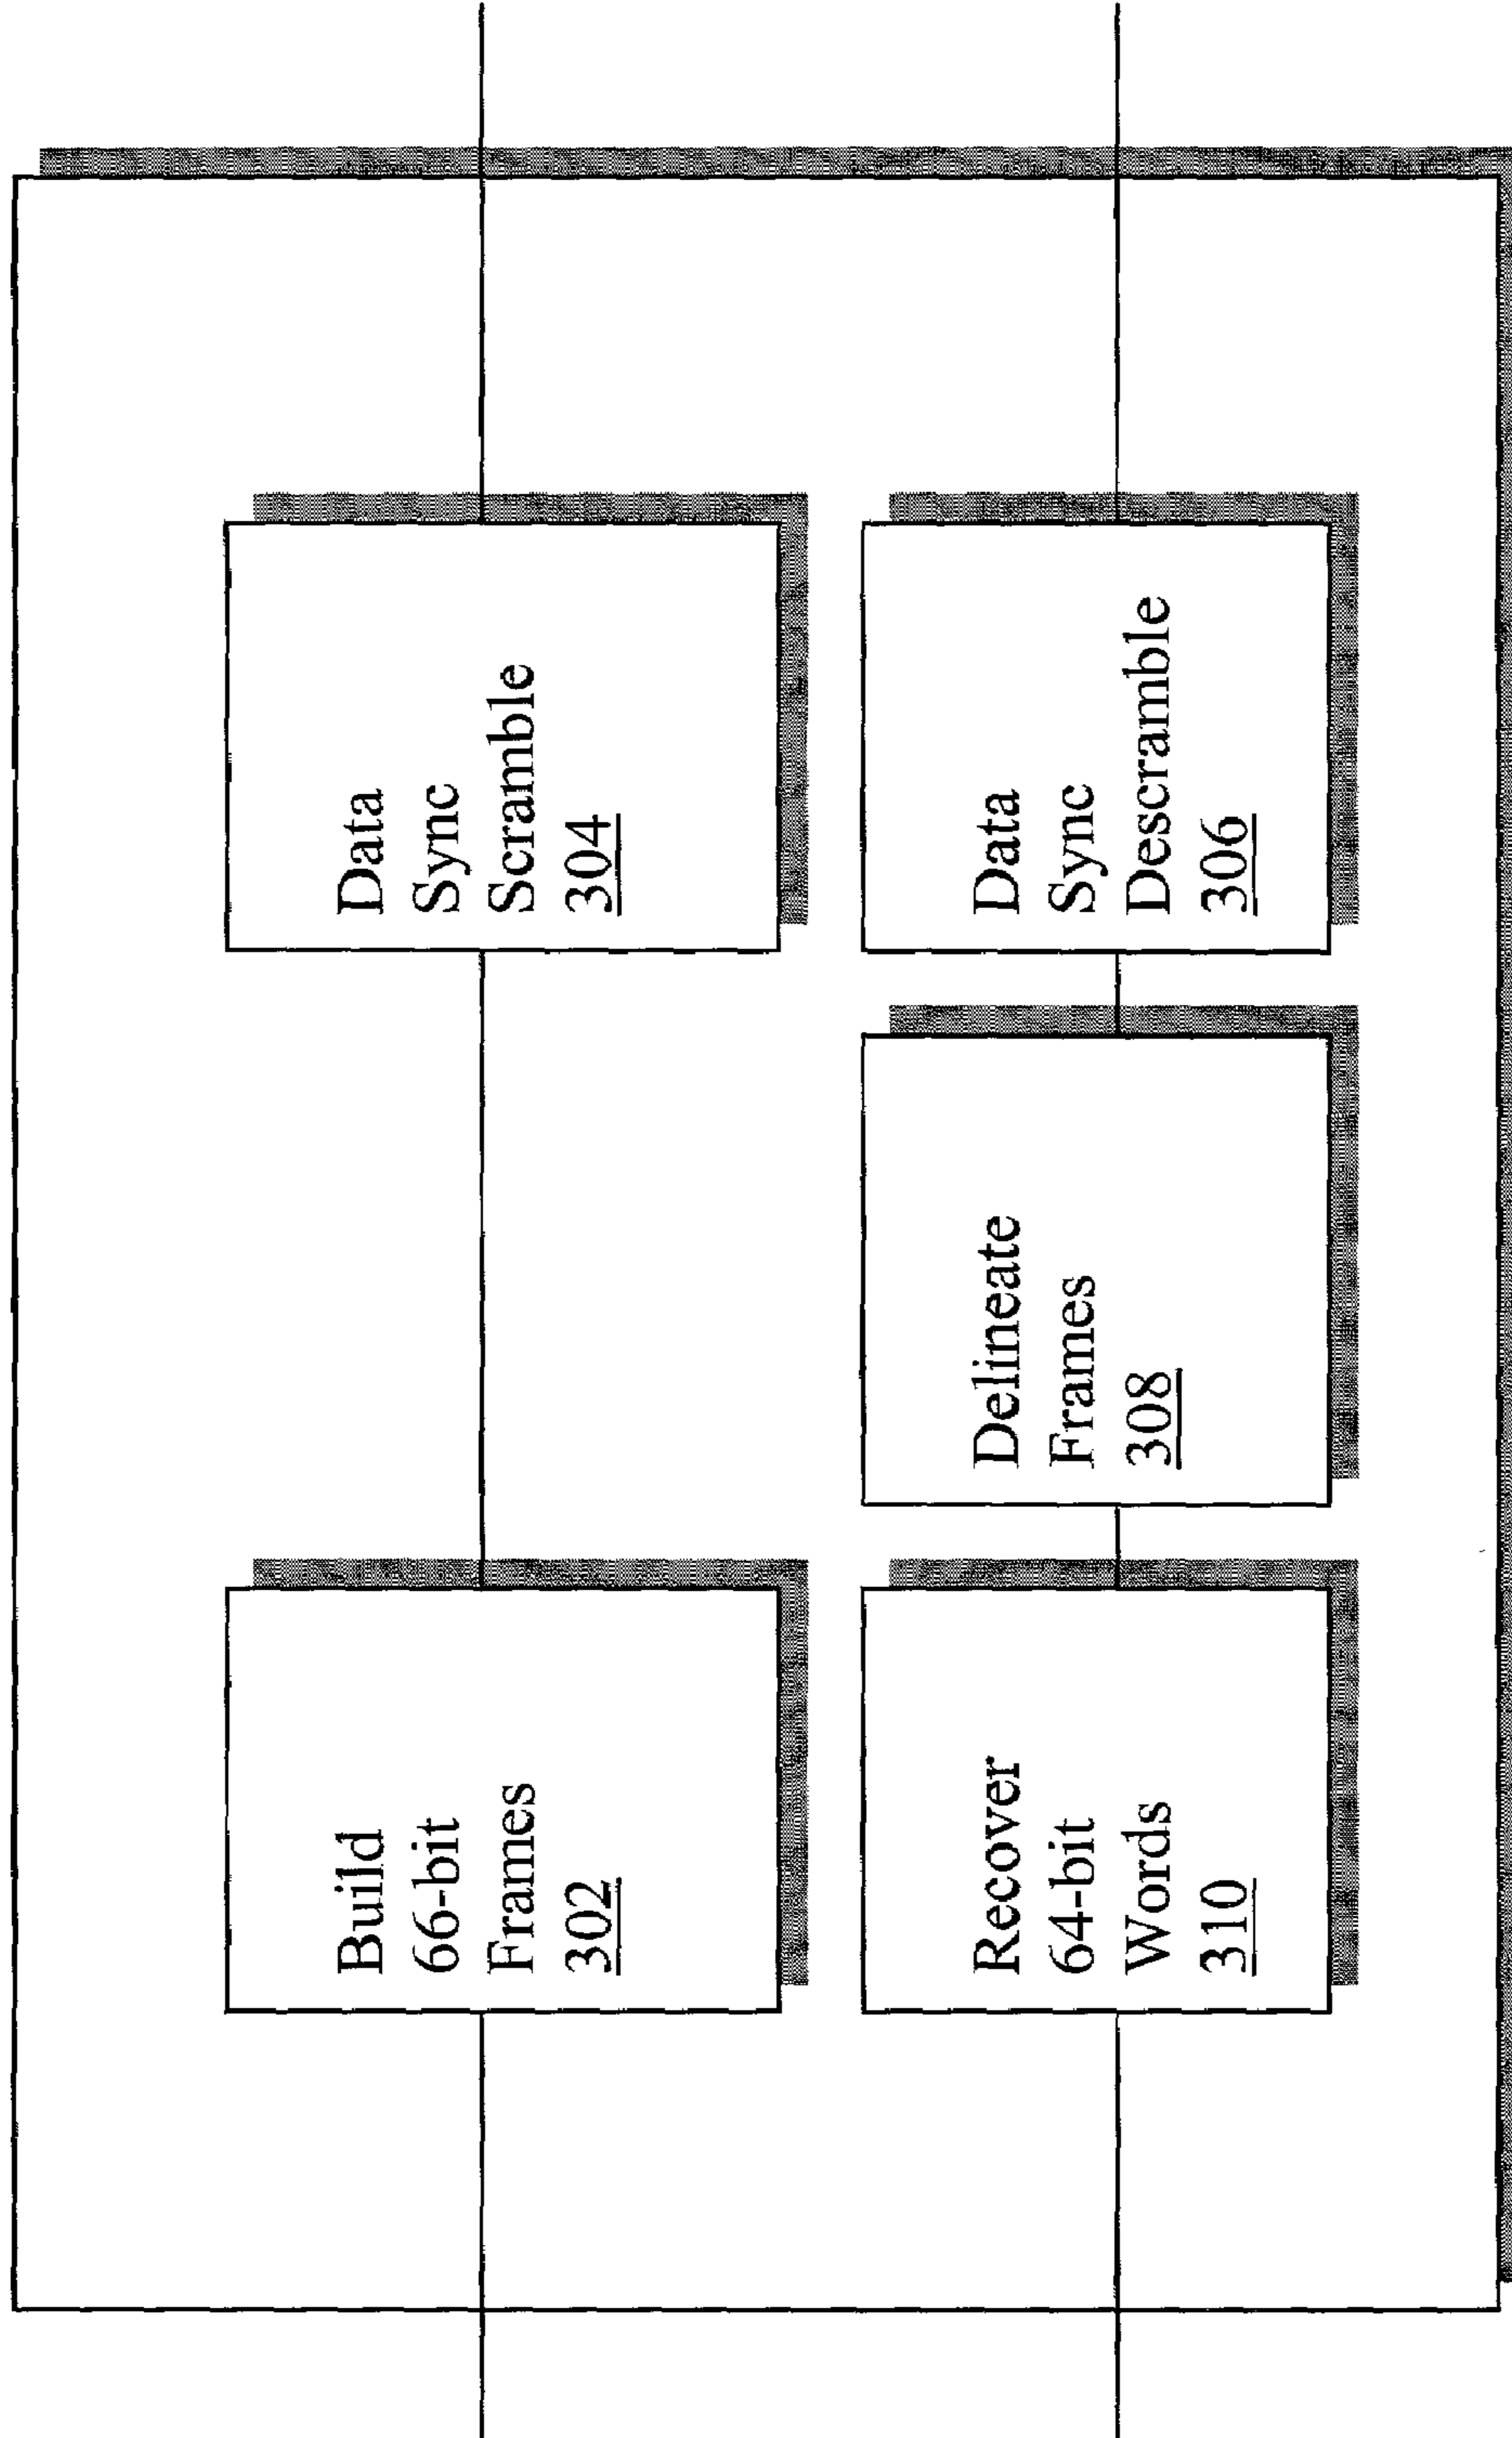 Build
66-bit
Frames
302
Data
Sync
Scramble
304
Recover
64-bit
Words
310
Delineate
Frames
308
Data
Sync
Descramble
306